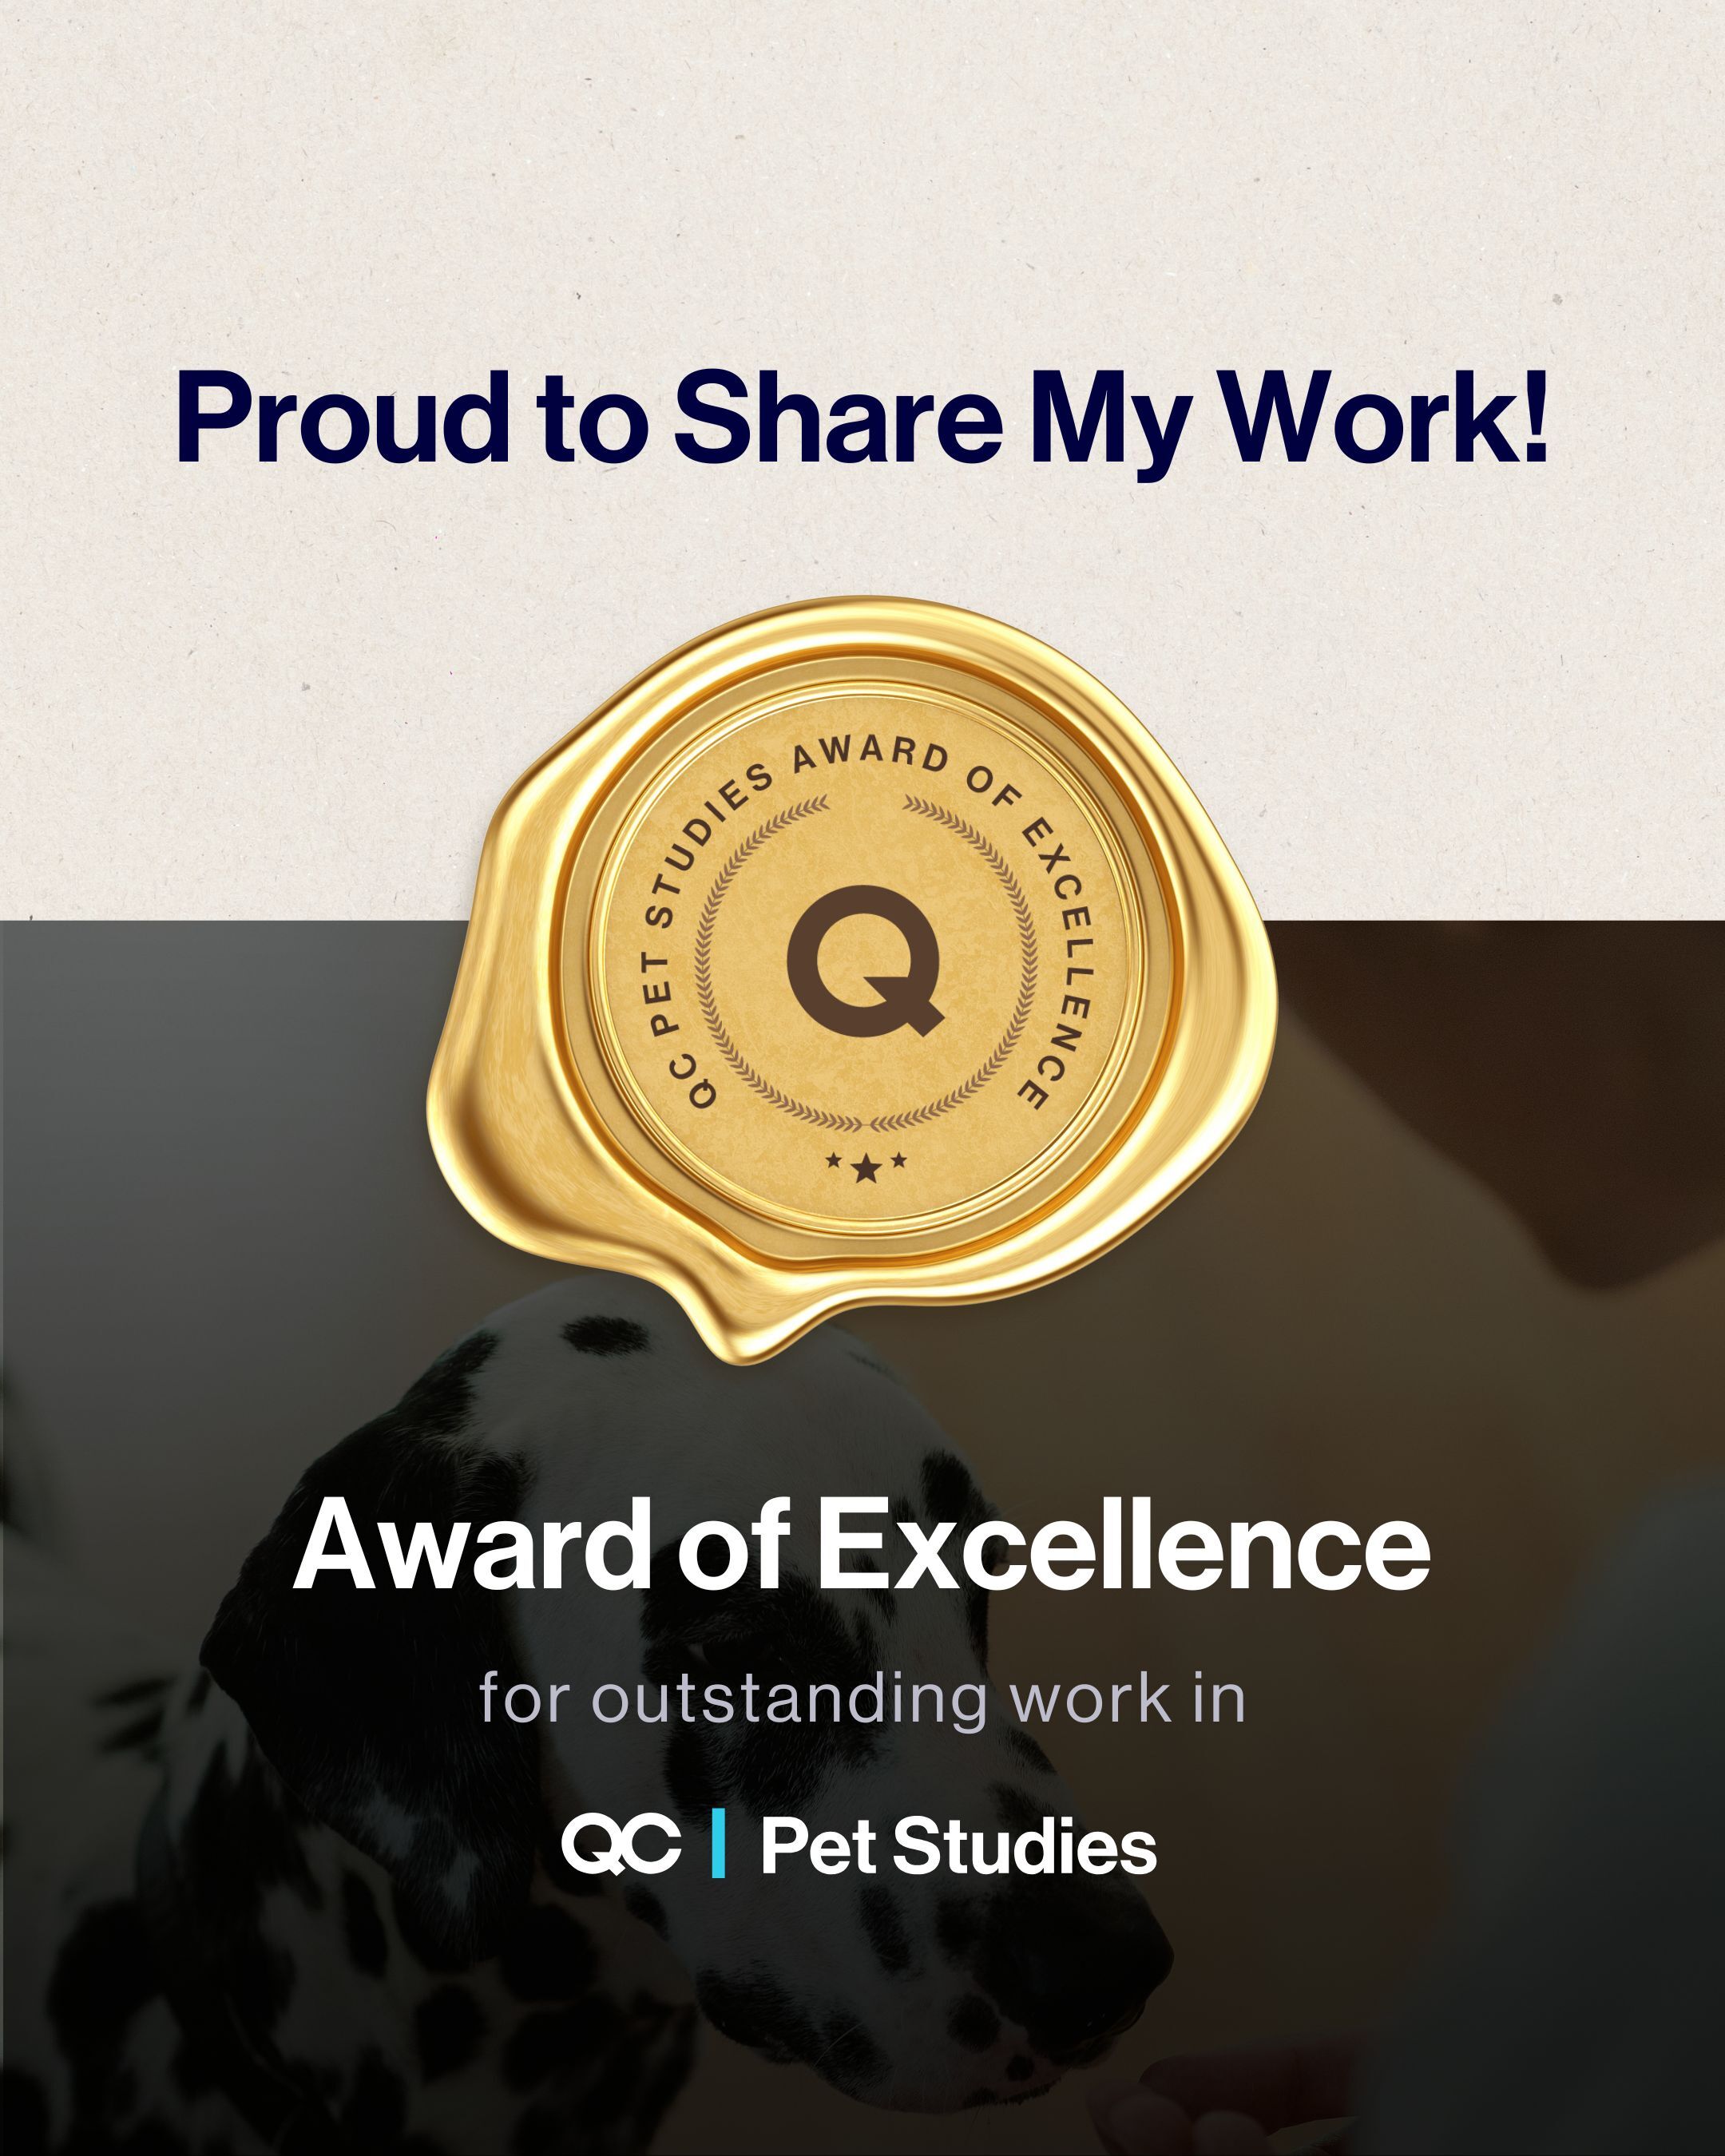 Proud to Share My Work!
QC PET STUDIES AWARD OF EXCELLENCE
Q
Award of Excellence
for outstanding work in
QC | Pet Studies